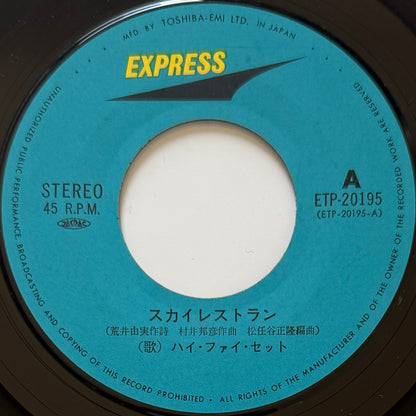 MFD. BY TOSHIBA-EMI LTD. IN JAPAN
EXPRESS
STEREO
45 R.P.M.
A
ETP-20195
(ETP-20195-A)
スカイレストラン
(荒井由実作詩 村井邦彦作曲 松任谷正隆編曲)
(歌) ハイ・ファイ・セット
UNAUTHORIZED PUBLIC PERFORMANCE, BROADCASTING AND COPYING OF THIS RECORD PROHIBITED • ALL RIGHTS OF THE MANUFACTURER AND OF THE OWNER OF THE RECORDED WORK ARE RESERVED